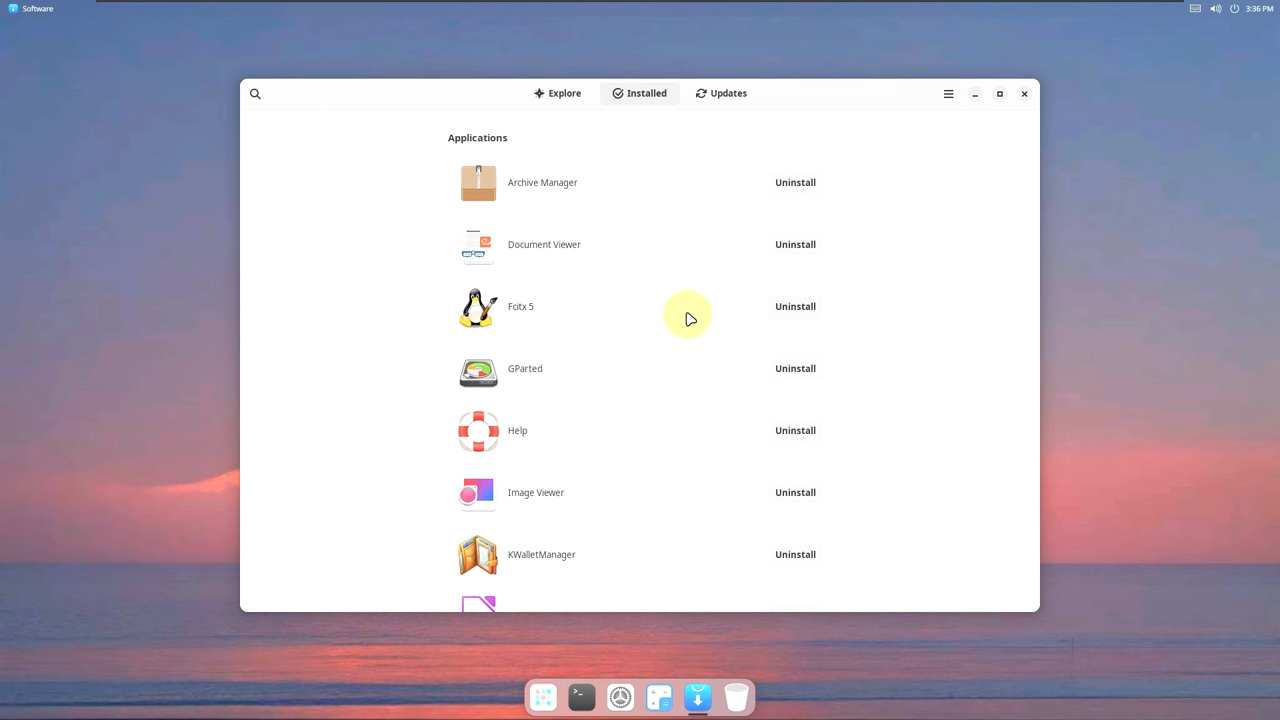 Software
3:36 PM
Explore
Installed
Updates
Applications
Archive Manager
Uninstall
Document Viewer
Uninstall
Fcitx 5
Uninstall
GParted
Uninstall
Help
Uninstall
Image Viewer
Uninstall
KWalletManager
Uninstall